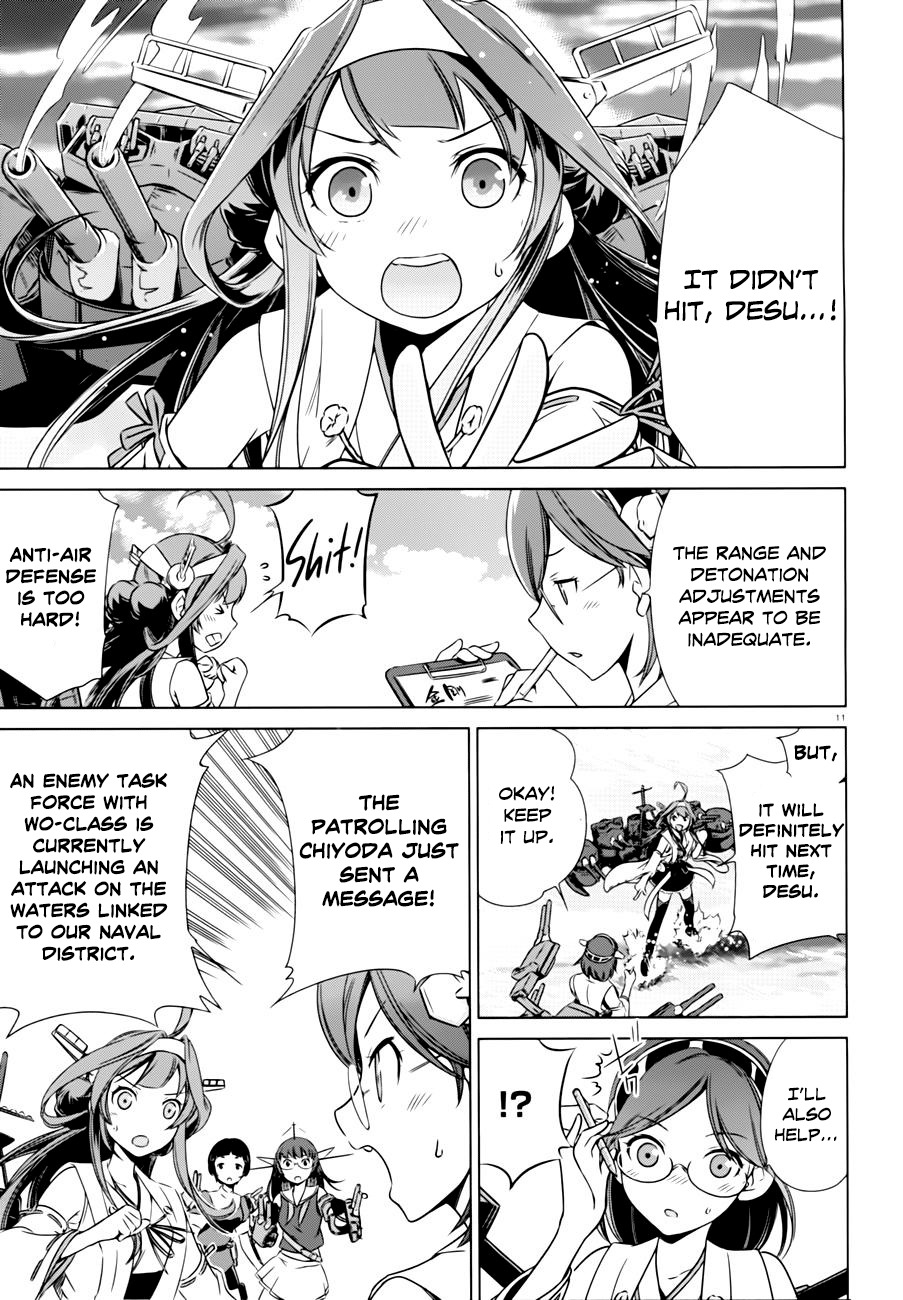 IT DIDN'T
HIT, DESU...!
THE RANGE AND
DETONATION
ADJUSTMENTS
APPEAR TO BE
INADEQUATE.
金剛
Shit!
ANTI-AIR
DEFENSE
IS TOO
HARD!
11
BUT,
IT WILL
DEFINITELY
HIT NEXT
TIME,
DESU.
OKAY!
KEEP
IT UP.
I'LL
ALSO
HELP...
!?
THE
PATROLLING
CHIYODA JUST
SENT A
MESSAGE!
AN ENEMY TASK
FORCE WITH
WO-CLASS IS
CURRENTLY
LAUNCHING AN
ATTACK ON THE
WATERS LINKED
TO OUR NAVAL
DISTRICT.